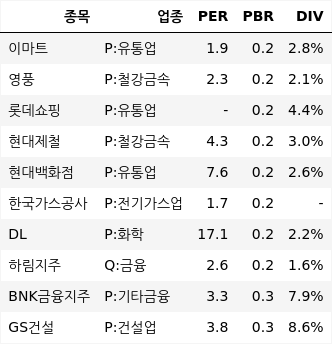 종목 업종 PER PBR DIV
이마트 P:유통업 1.9 0.2 2.8%
영풍 P:철강금속 2.3 0.2 2.1%
롯데쇼핑 P:유통업 - 0.2 4.4%
현대제철 P:철강금속 4.3 0.2 3.0%
현대백화점 P:유통업 7.6 0.2 2.6%
한국가스공사 P:전기가스업 1.7 0.2 -
DL P:화학 17.1 0.2 2.2%
하림지주 Q:금융 2.6 0.2 1.6%
BNK금융지주 P:기타금융 3.3 0.3 7.9%
GS건설 P:건설업 3.8 0.3 8.6%